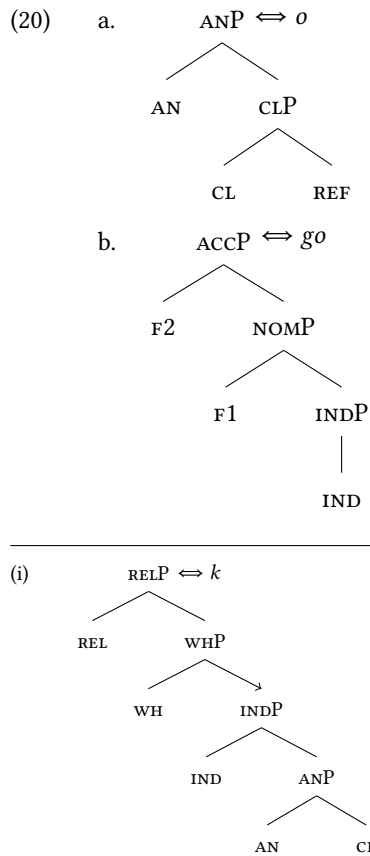 (20) a. ANP ⇔ o
AN CLP
CL REF
b. ACCP ⇔ go
F2 NOMP
F1 INDP
IND
(i) RELP ⇔ k
REL WHP
WH INDP
IND ANP
AN